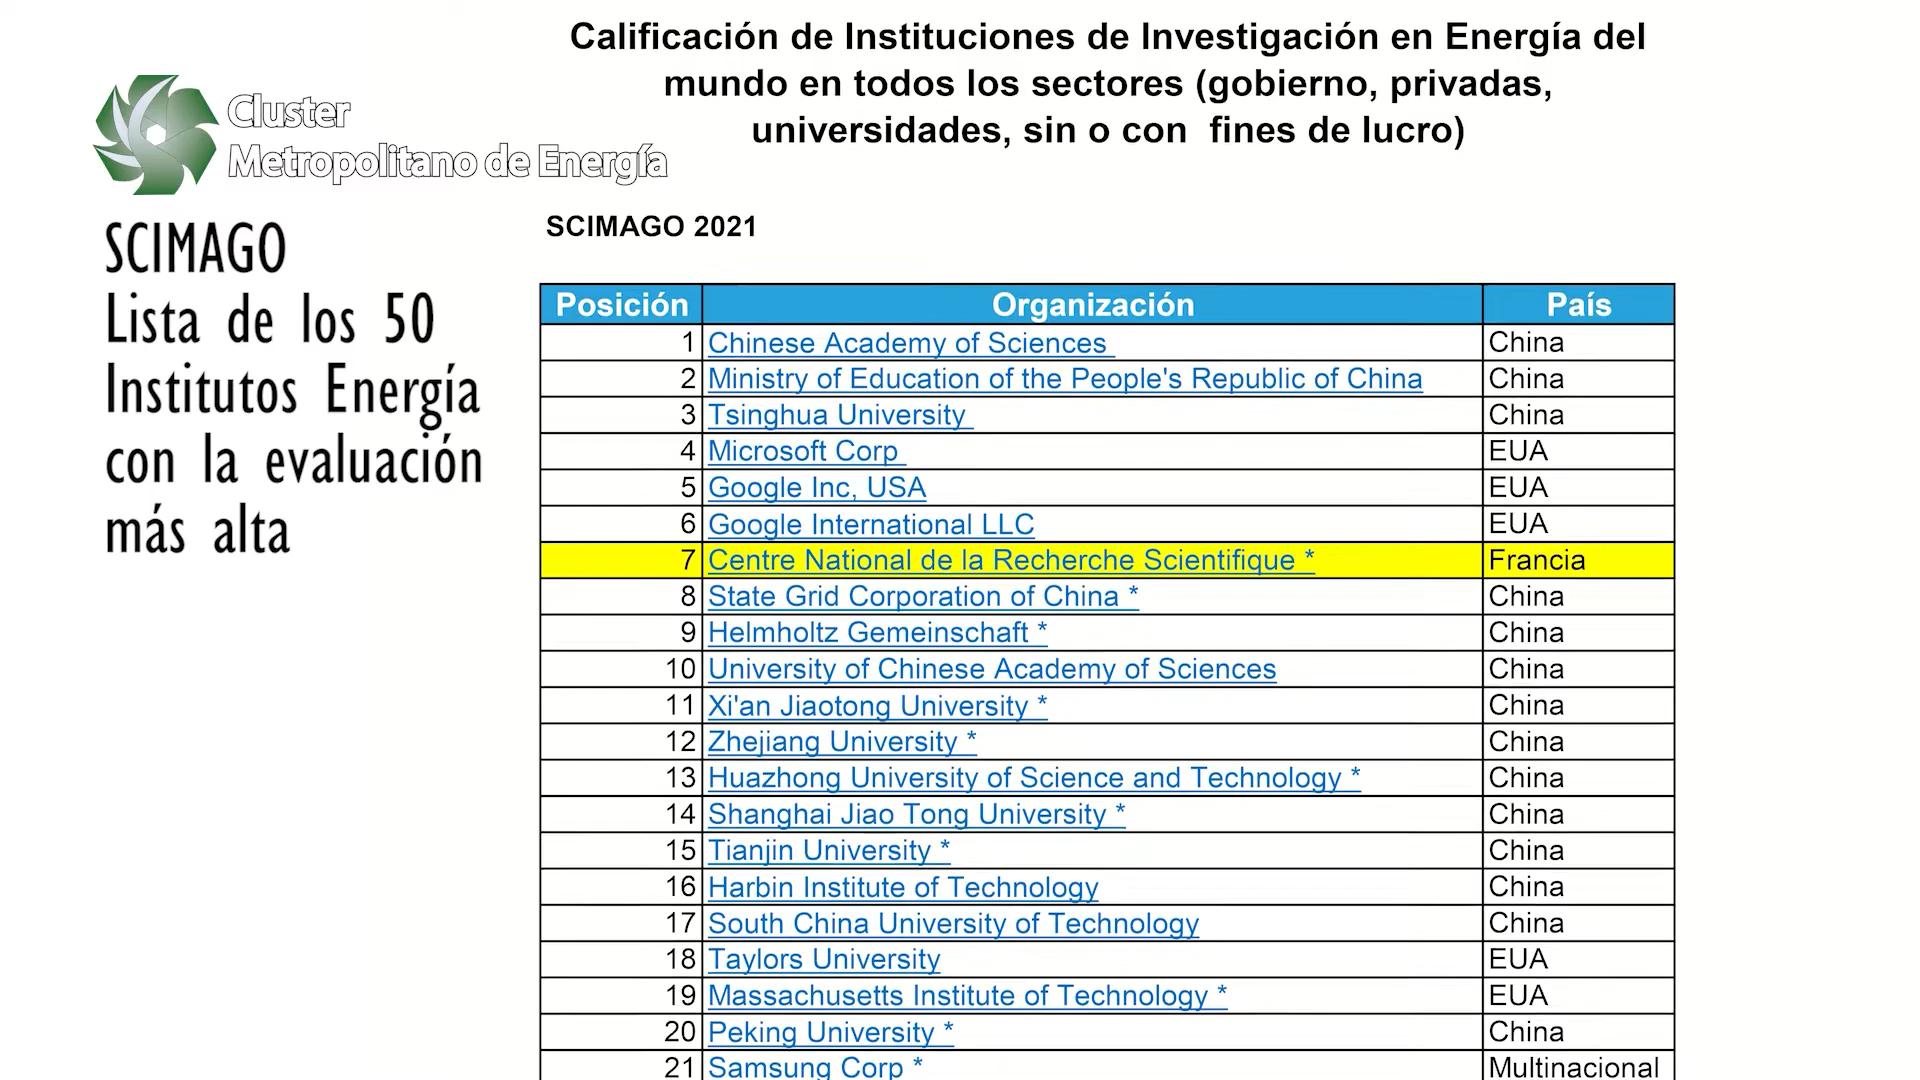 Calificación de Instituciones de Investigación en Energía del
mundo en todos los sectores (gobierno, privadas,
universidades, sin o con fines de lucro)
Cluster
Metropolitano de Energía
SCIMAGO
Lista de los 50
Institutos Energía
con la evaluación
más alta
SCIMAGO 2021
Posición Organización País
1 Chinese Academy of Sciences China
2 Ministry of Education of the People's Republic of China China
3 Tsinghua University China
4 Microsoft Corp EUA
5 Google Inc, USA EUA
6 Google International LLC EUA
7 Centre National de la Recherche Scientifique * Francia
8 State Grid Corporation of China * China
9 Helmholtz Gemeinschaft * China
10 University of Chinese Academy of Sciences China
11 Xi'an Jiaotong University * China
12 Zhejiang University * China
13 Huazhong University of Science and Technology * China
14 Shanghai Jiao Tong University * China
15 Tianjin University * China
16 Harbin Institute of Technology China
17 South China University of Technology China
18 Taylors University EUA
19 Massachusetts Institute of Technology * EUA
20 Peking University * China
21 Samsung Corp * Multinacional